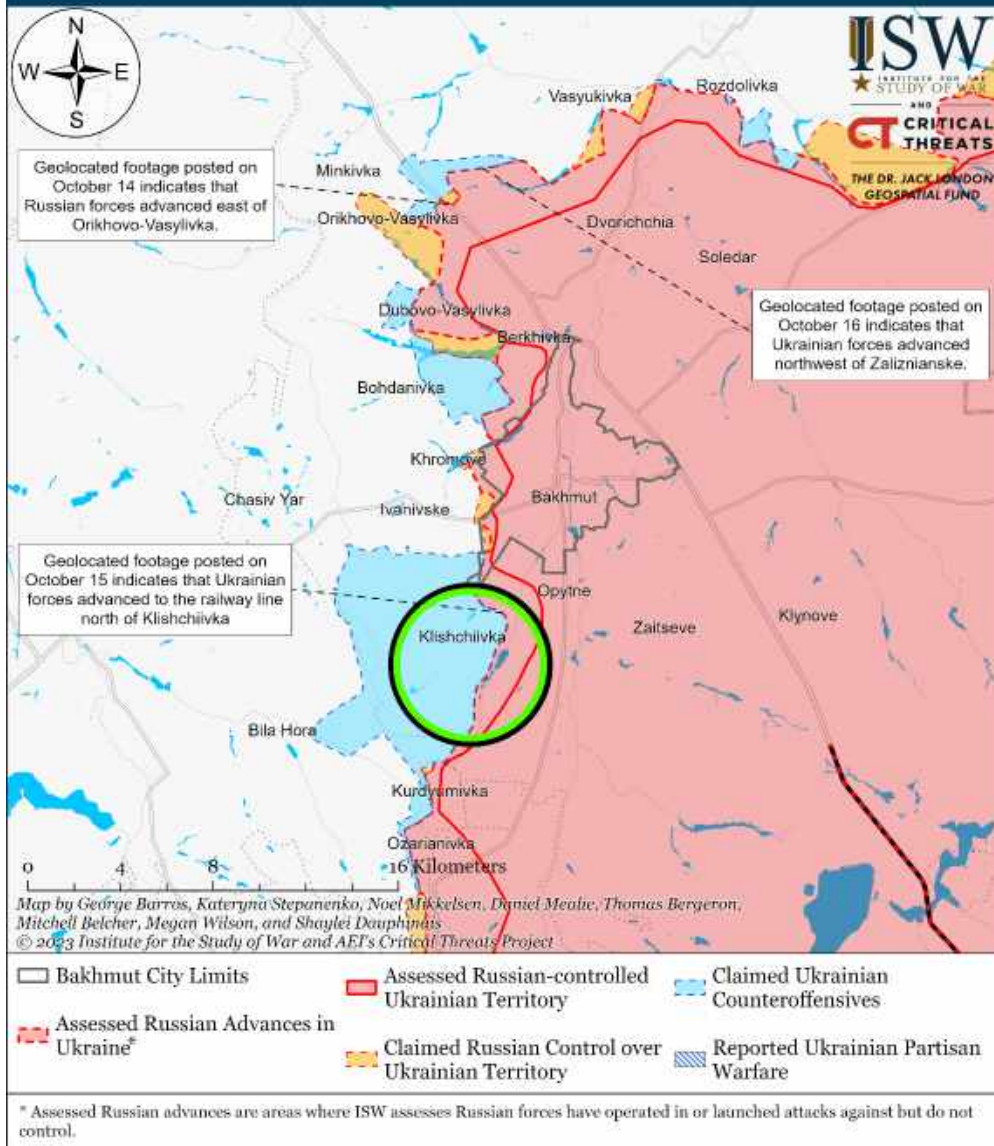 N
W
E
S
ISW
INSTITUTE FOR THE
STUDY OF WAR
AND
CRITICAL
THREATS
CT
THE DR. JACK LONDON
GEOSPATIAL FUND
Vasyukivka
Rozdolivka
Geolocated footage posted on
October 14 indicates that
Russian forces advanced east of
Orikhovo-Vasylivka.
Minkivka
Orikhovo-Vasylivka
Dvorichchia
Soledar
Dubovo-Vasylivka
Berkhivka
Geolocated footage posted on
October 16 indicates that
Ukrainian forces advanced
northwest of Zaliznianske.
Bohdanivka
Khromove
Chasiv Yar
Ivanivske
Bakhmut
Geolocated footage posted on
October 15 indicates that Ukrainian
forces advanced to the railway line
north of Klishchiivka
Opytne
Klishchiivka
Zaitseve
Klynove
Bila Hora
Kurdyumivka
Ozarianivka
0 4 8 16 Kilometers
Map by George Barros, Kateryna Stepanenko, Noel Mikkelsen, Daniel Mealie, Thomas Bergeron,
Mitchell Belcher, Megan Wilson, and Shaylei Dauphinais
© 2023 Institute for the Study of War and AEI's Critical Threats Project
Bakhmut City Limits
Assessed Russian Advances in
Ukraine*
Assessed Russian-controlled
Ukrainian Territory
Claimed Russian Control over
Ukrainian Territory
Claimed Ukrainian
Counteroffensives
Reported Ukrainian Partisan
Warfare
* Assessed Russian advances are areas where ISW assesses Russian forces have operated in or launched attacks against but do not
control.